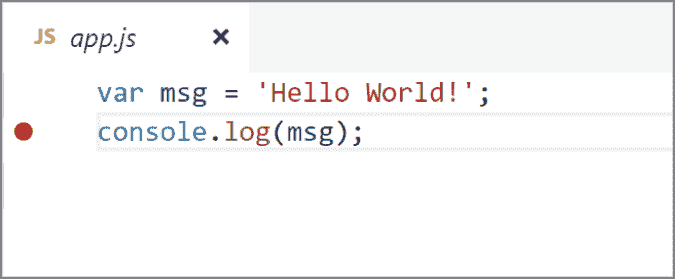 JS app.js ×
var msg = 'Hello World!';
console.log(msg);